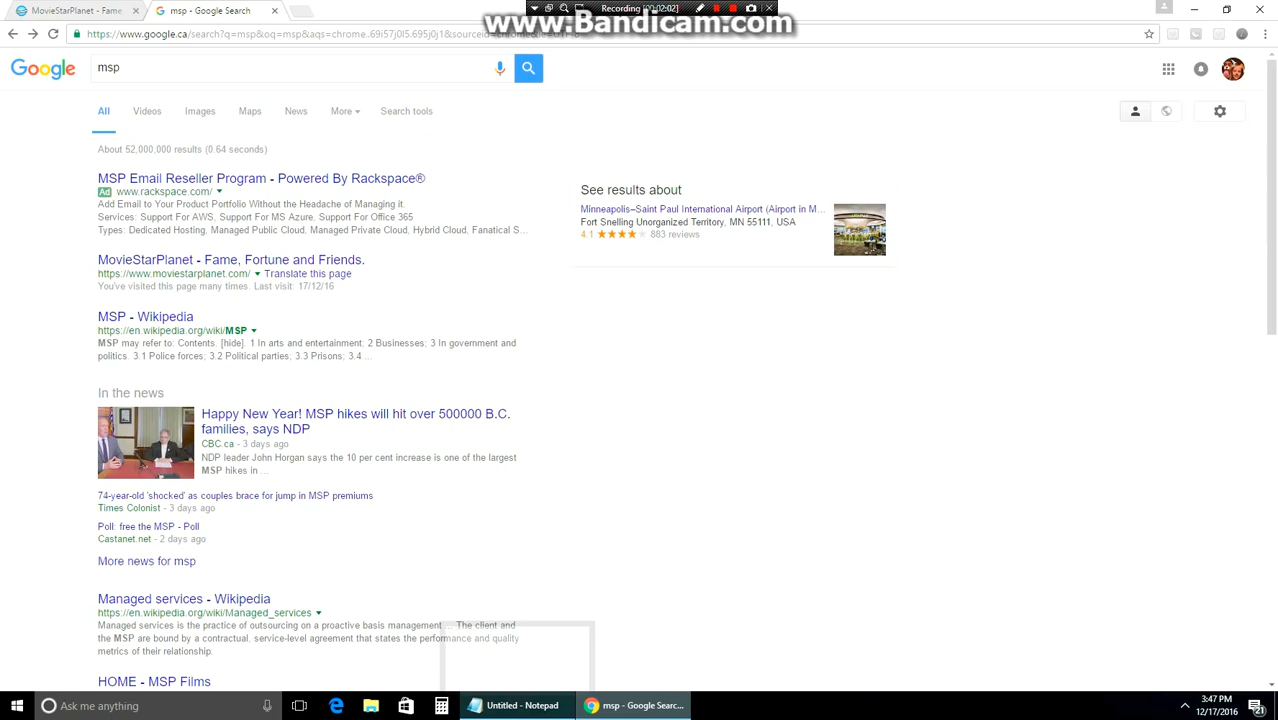 MovieStarPlanet - Fame,
msp - Google Search
Recording [00:02:02]
www.Bandicam.com
https://www.google.ca/search?q=msp&oq=msp&aqs=chrome..69i57j0l5.695j0j1&sourceid=chrome&ie=UTF-8
Google
msp
All Videos Images Maps News More Search tools
About 52,000,000 results (0.64 seconds)
MSP Email Reseller Program - Powered By Rackspace®
Ad www.rackspace.com/
Add Email to Your Product Portfolio Without the Headache of Managing it.
Services: Support For AWS, Support For MS Azure, Support For Office 365
Types: Dedicated Hosting, Managed Public Cloud, Managed Private Cloud, Hybrid Cloud, Fanatical S...
MovieStarPlanet - Fame, Fortune and Friends.
https://www.moviestarplanet.com/ Translate this page
You've visited this page many times. Last visit: 17/12/16
MSP - Wikipedia
https://en.wikipedia.org/wiki/MSP
MSP may refer to: Contents. [hide]. 1 In arts and entertainment; 2 Businesses; 3 In government and
politics. 3.1 Police forces; 3.2 Political parties; 3.3 Prisons; 3.4 ...
In the news
Happy New Year! MSP hikes will hit over 500000 B.C.
families, says NDP
CBC.ca - 3 days ago
NDP leader John Horgan says the 10 per cent increase is one of the largest
MSP hikes in ...
74-year-old 'shocked' as couples brace for jump in MSP premiums
Times Colonist - 3 days ago
Poll: free the MSP - Poll
Castanet.net - 2 days ago
More news for msp
Managed services - Wikipedia
https://en.wikipedia.org/wiki/Managed_services
Managed services is the practice of outsourcing on a proactive basis management ... The client and
the MSP are bound by a contractual, service-level agreement that states the performance and quality
metrics of their relationship.
HOME - MSP Films
See results about
Minneapolis–Saint Paul International Airport (Airport in M...
Fort Snelling Unorganized Territory, MN 55111, USA
4.1 883 reviews
Ask me anything
Untitled - Notepad
msp - Google Searc...
3:47 PM
12/17/2016
21